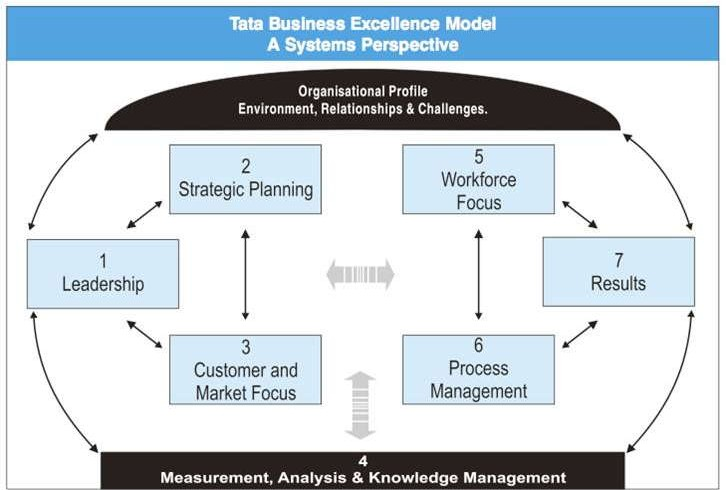 Tata Business Excellence Model
A Systems Perspective
Organisational Profile
Environment, Relationships & Challenges.
2
Strategic Planning
5
Workforce
Focus
1
Leadership
7
Results
3
Customer and
Market Focus
6
Process
Management
4
Measurement, Analysis & Knowledge Management